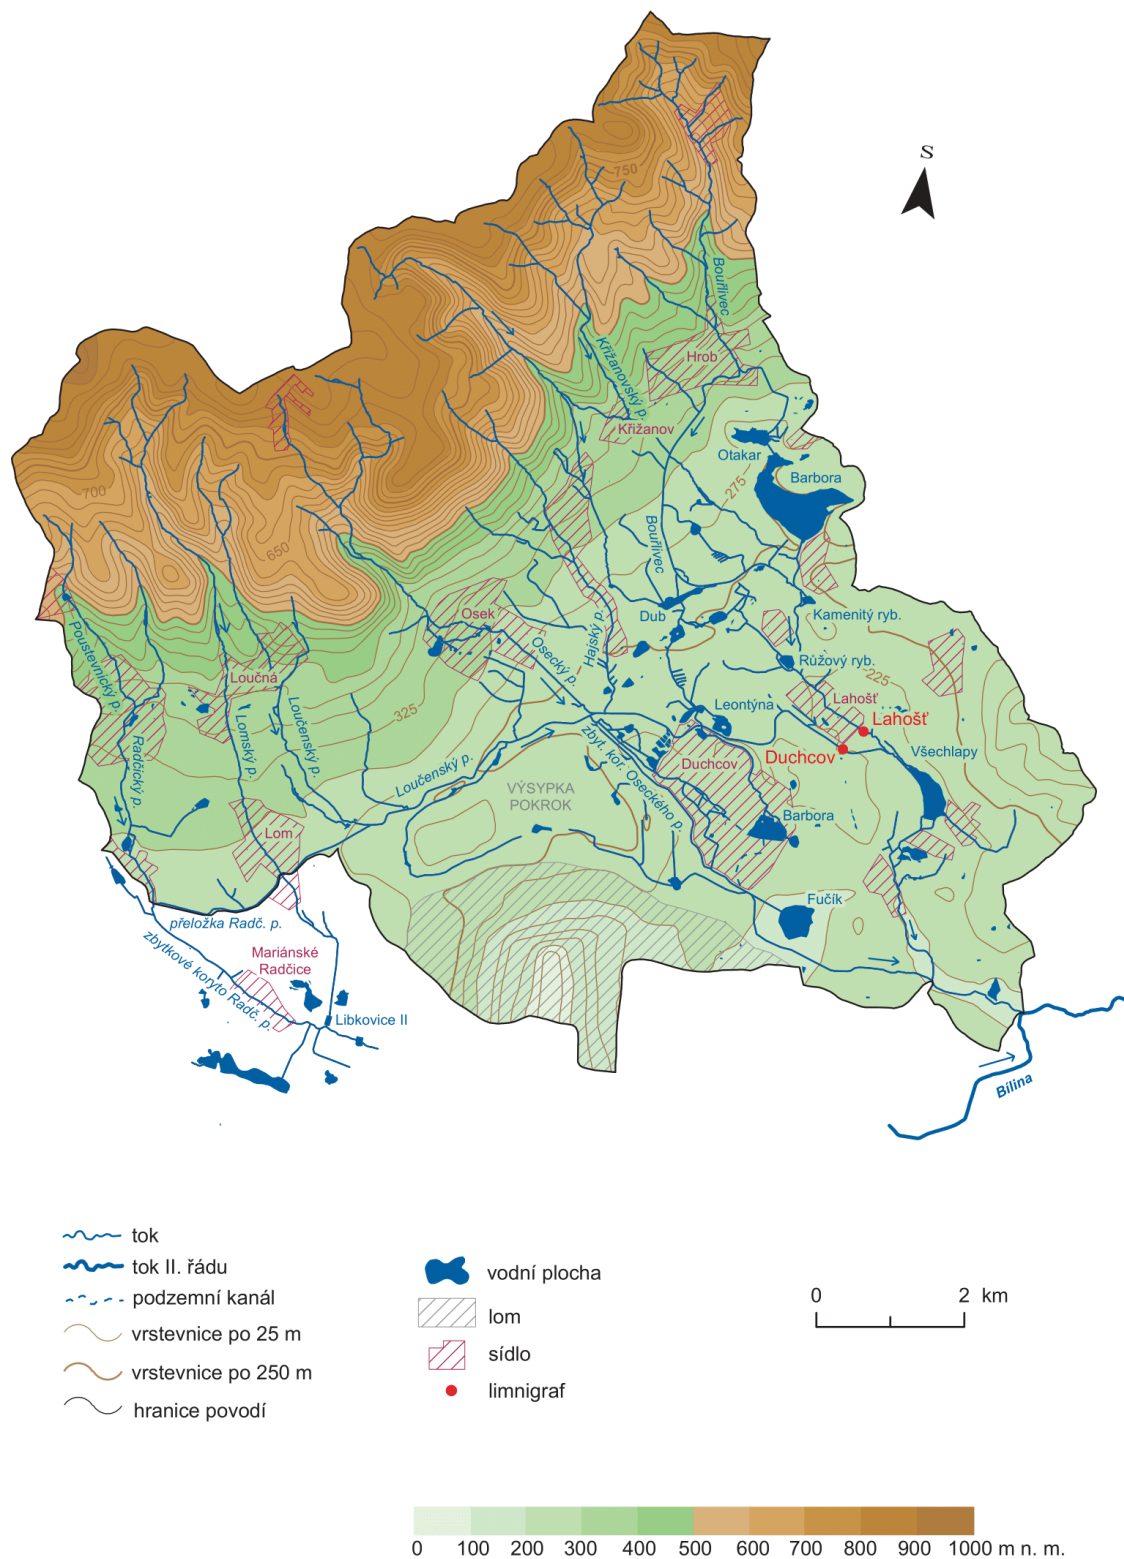 S
750
Bouřlivec
Křižanovský p.
Hrob
Křižanov
Otakar
Barbora
275
700
650
Bouřlivec
Poustevnický p.
Osek
Osecký p.
Hajský p.
Dub
Kamenitý ryb.
Růžový ryb.
225
Loučná
Lahošť
Lahošť
325
Leontýna
Radčický p.
Lomský p.
Loučenský p.
Loučenský p.
zbyt. kor. Oseckého p.
Duchcov
Duchcov
Všechlapy
VÝSYPKA
POKROK
Lom
Barbora
Fučík
přeložka Radč. p.
zbytkové koryto Radč. p.
Mariánské
Radčice
Libkovice II
Bílina
tok
tok II. řádu
podzemní kanál
vrstevnice po 25 m
vrstevnice po 250 m
hranice povodí
vodní plocha
lom
sídlo
limnigraf
0 2 km
0 100 200 300 400 500 600 700 800 900 1000 m n. m.